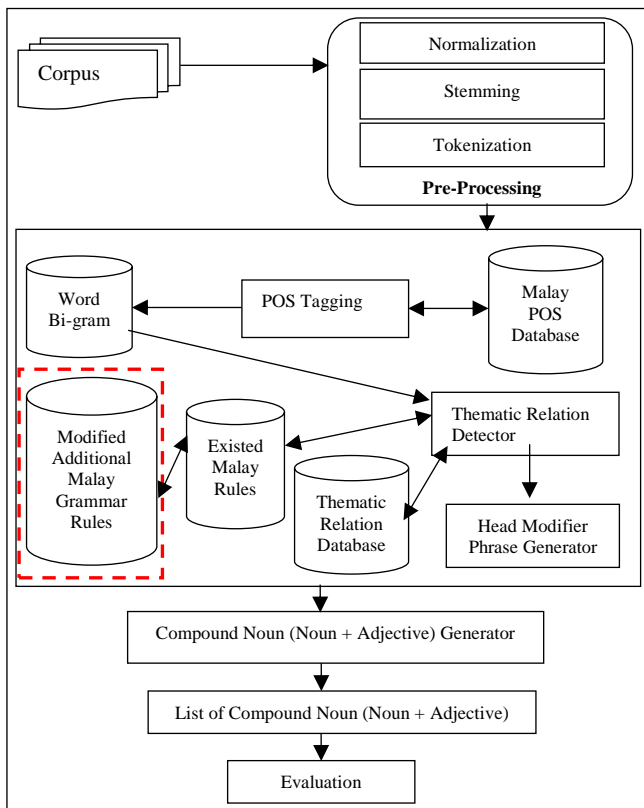 Corpus
Normalization
Stemming
Tokenization
Pre-Processing
Word
Bi-gram
POS Tagging
Malay
POS
Database
Modified
Additional
Malay
Grammar
Rules
Existed
Malay
Rules
Thematic
Relation
Database
Thematic Relation
Detector
Head Modifier
Phrase Generator
Compound Noun (Noun + Adjective) Generator
List of Compound Noun (Noun + Adjective)
Evaluation